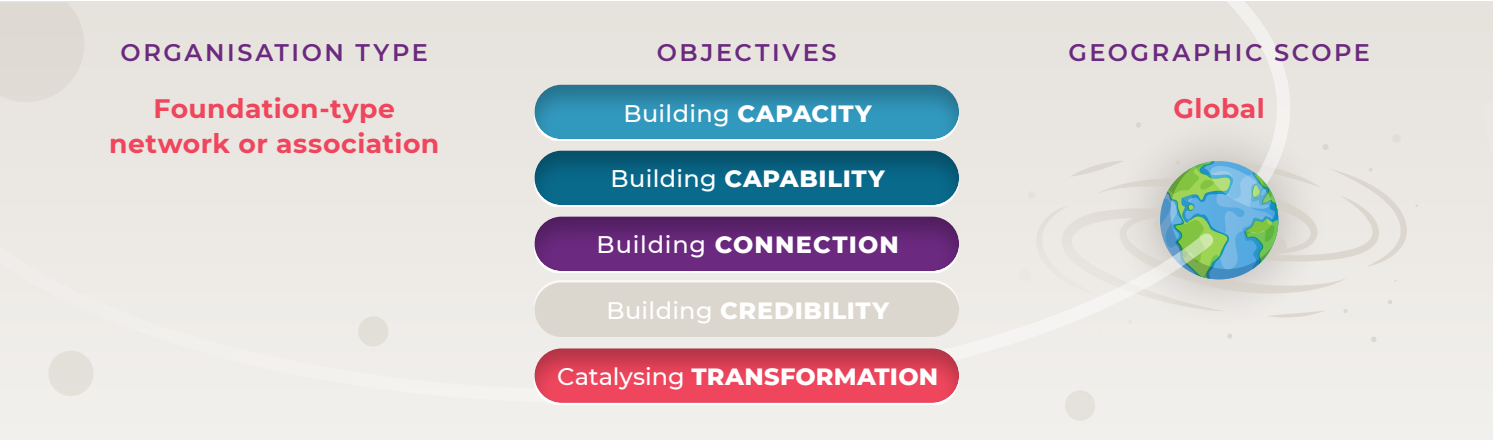 ORGANISATION TYPE
Foundation-type
network or association
OBJECTIVES
Building CAPACITY
Building CAPABILITY
Building CONNECTION
Building CREDIBILITY
Catalysing TRANSFORMATION
GEOGRAPHIC SCOPE
Global